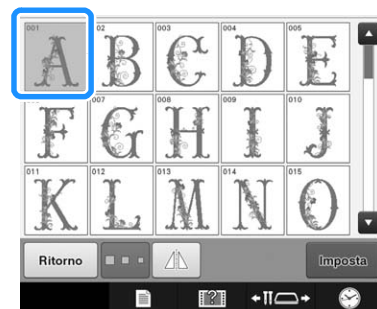 001 02 003 004 005
A B C D E
007 008 009 010
F G H I J
011 012 013 014 015
K L M N O
Ritorno Imposta